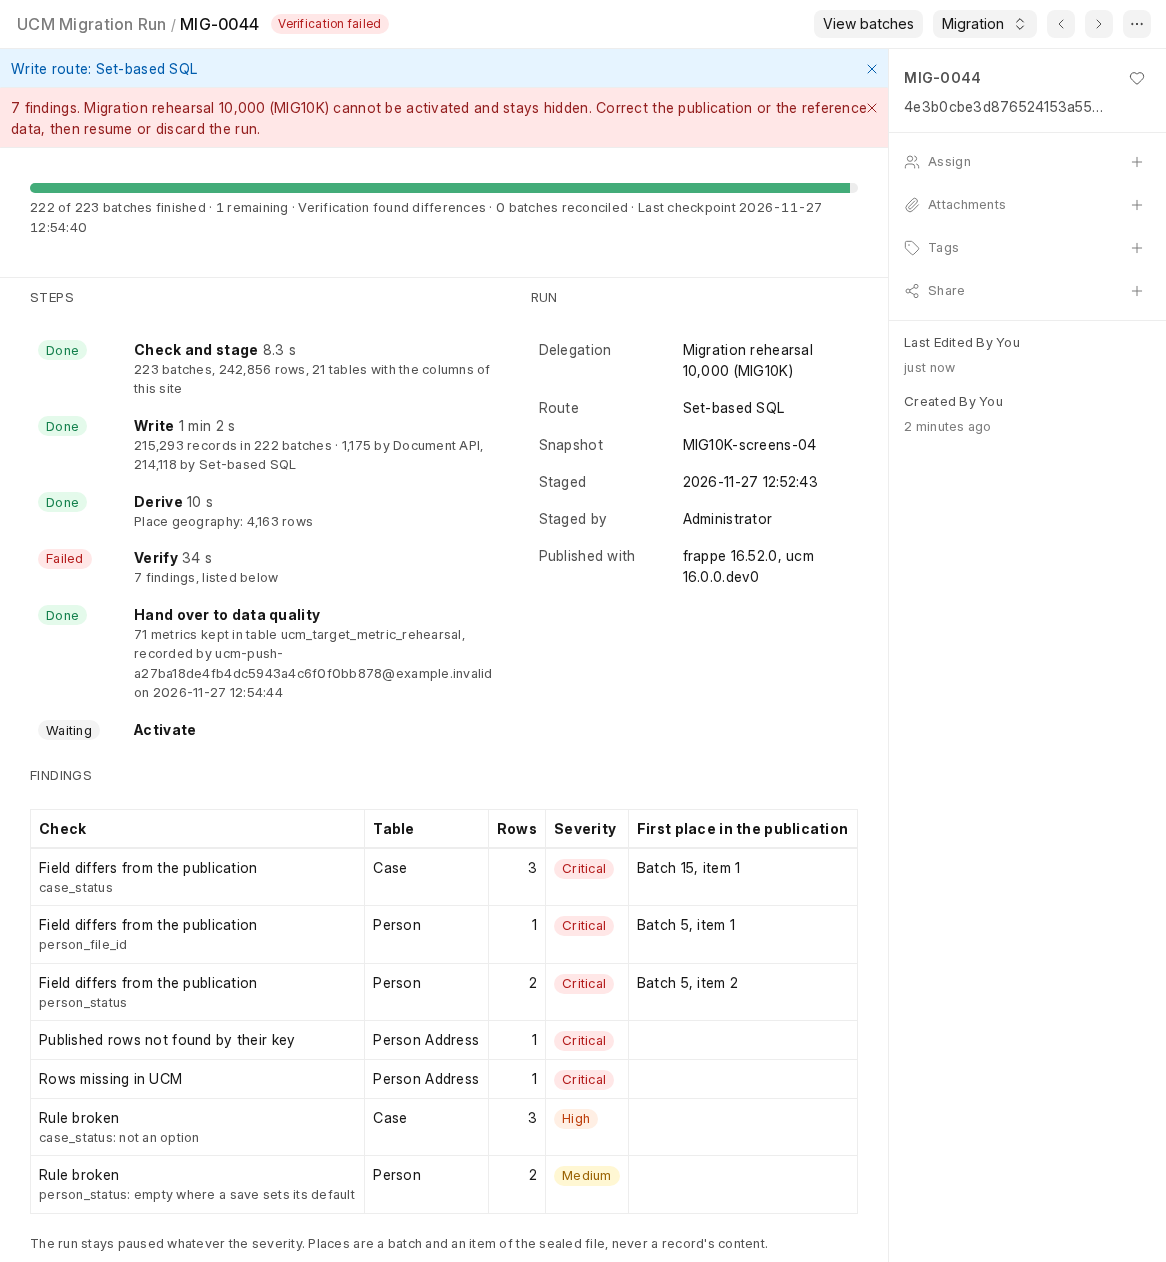 UCM Migration Run / MIG-0044 Verification failed View batches Migration
Write route: Set-based SQL
7 findings. Migration rehearsal 10,000 (MIG10K) cannot be activated and stays hidden. Correct the publication or the reference
data, then resume or discard the run.
222 of 223 batches finished · 1 remaining · Verification found differences · 0 batches reconciled · Last checkpoint 2026-11-27
12:54:40
STEPS
Done Check and stage 8.3 s
223 batches, 242,856 rows, 21 tables with the columns of
this site
Done Write 1 min 2 s
215,293 records in 222 batches · 1,175 by Document API,
214,118 by Set-based SQL
Done Derive 10 s
Place geography: 4,163 rows
Failed Verify 34 s
7 findings, listed below
Done Hand over to data quality
71 metrics kept in table ucm_target_metric_rehearsal,
recorded by ucm-push-
a27ba18de4fb4dc5943a4c6f0f0bb878@example.invalid
on 2026-11-27 12:54:44
Waiting Activate
RUN
Delegation Migration rehearsal
10,000 (MIG10K)
Route Set-based SQL
Snapshot MIG10K-screens-04
Staged 2026-11-27 12:52:43
Staged by Administrator
Published with frappe 16.52.0, ucm
16.0.0.dev0
FINDINGS
Check Table Rows Severity First place in the publication
Field differs from the publication Case 3 Critical Batch 15, item 1
case_status
Field differs from the publication Person 1 Critical Batch 5, item 1
person_file_id
Field differs from the publication Person 2 Critical Batch 5, item 2
person_status
Published rows not found by their key Person Address 1 Critical
Rows missing in UCM Person Address 1 Critical
Rule broken Case 3 High
case_status: not an option
Rule broken Person 2 Medium
person_status: empty where a save sets its default
The run stays paused whatever the severity. Places are a batch and an item of the sealed file, never a record's content.
MIG-0044
4e3b0cbe3d876524153a55...
Assign
Attachments
Tags
Share
Last Edited By You
just now
Created By You
2 minutes ago